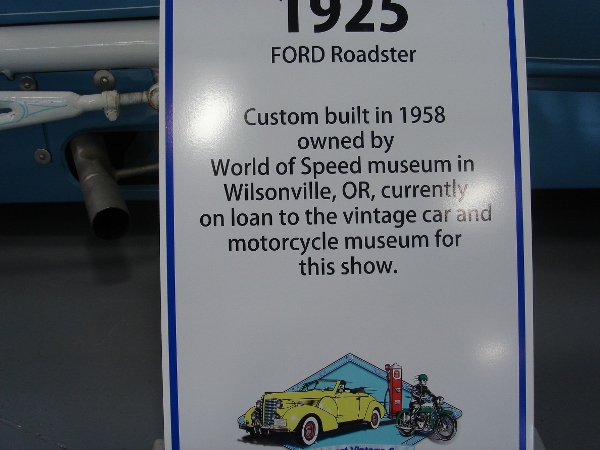 1925
FORD Roadster
Custom built in 1958
owned by
World of Speed museum in
Wilsonville, OR, currently
on loan to the vintage car and
motorcycle museum for
this show.
Vintage